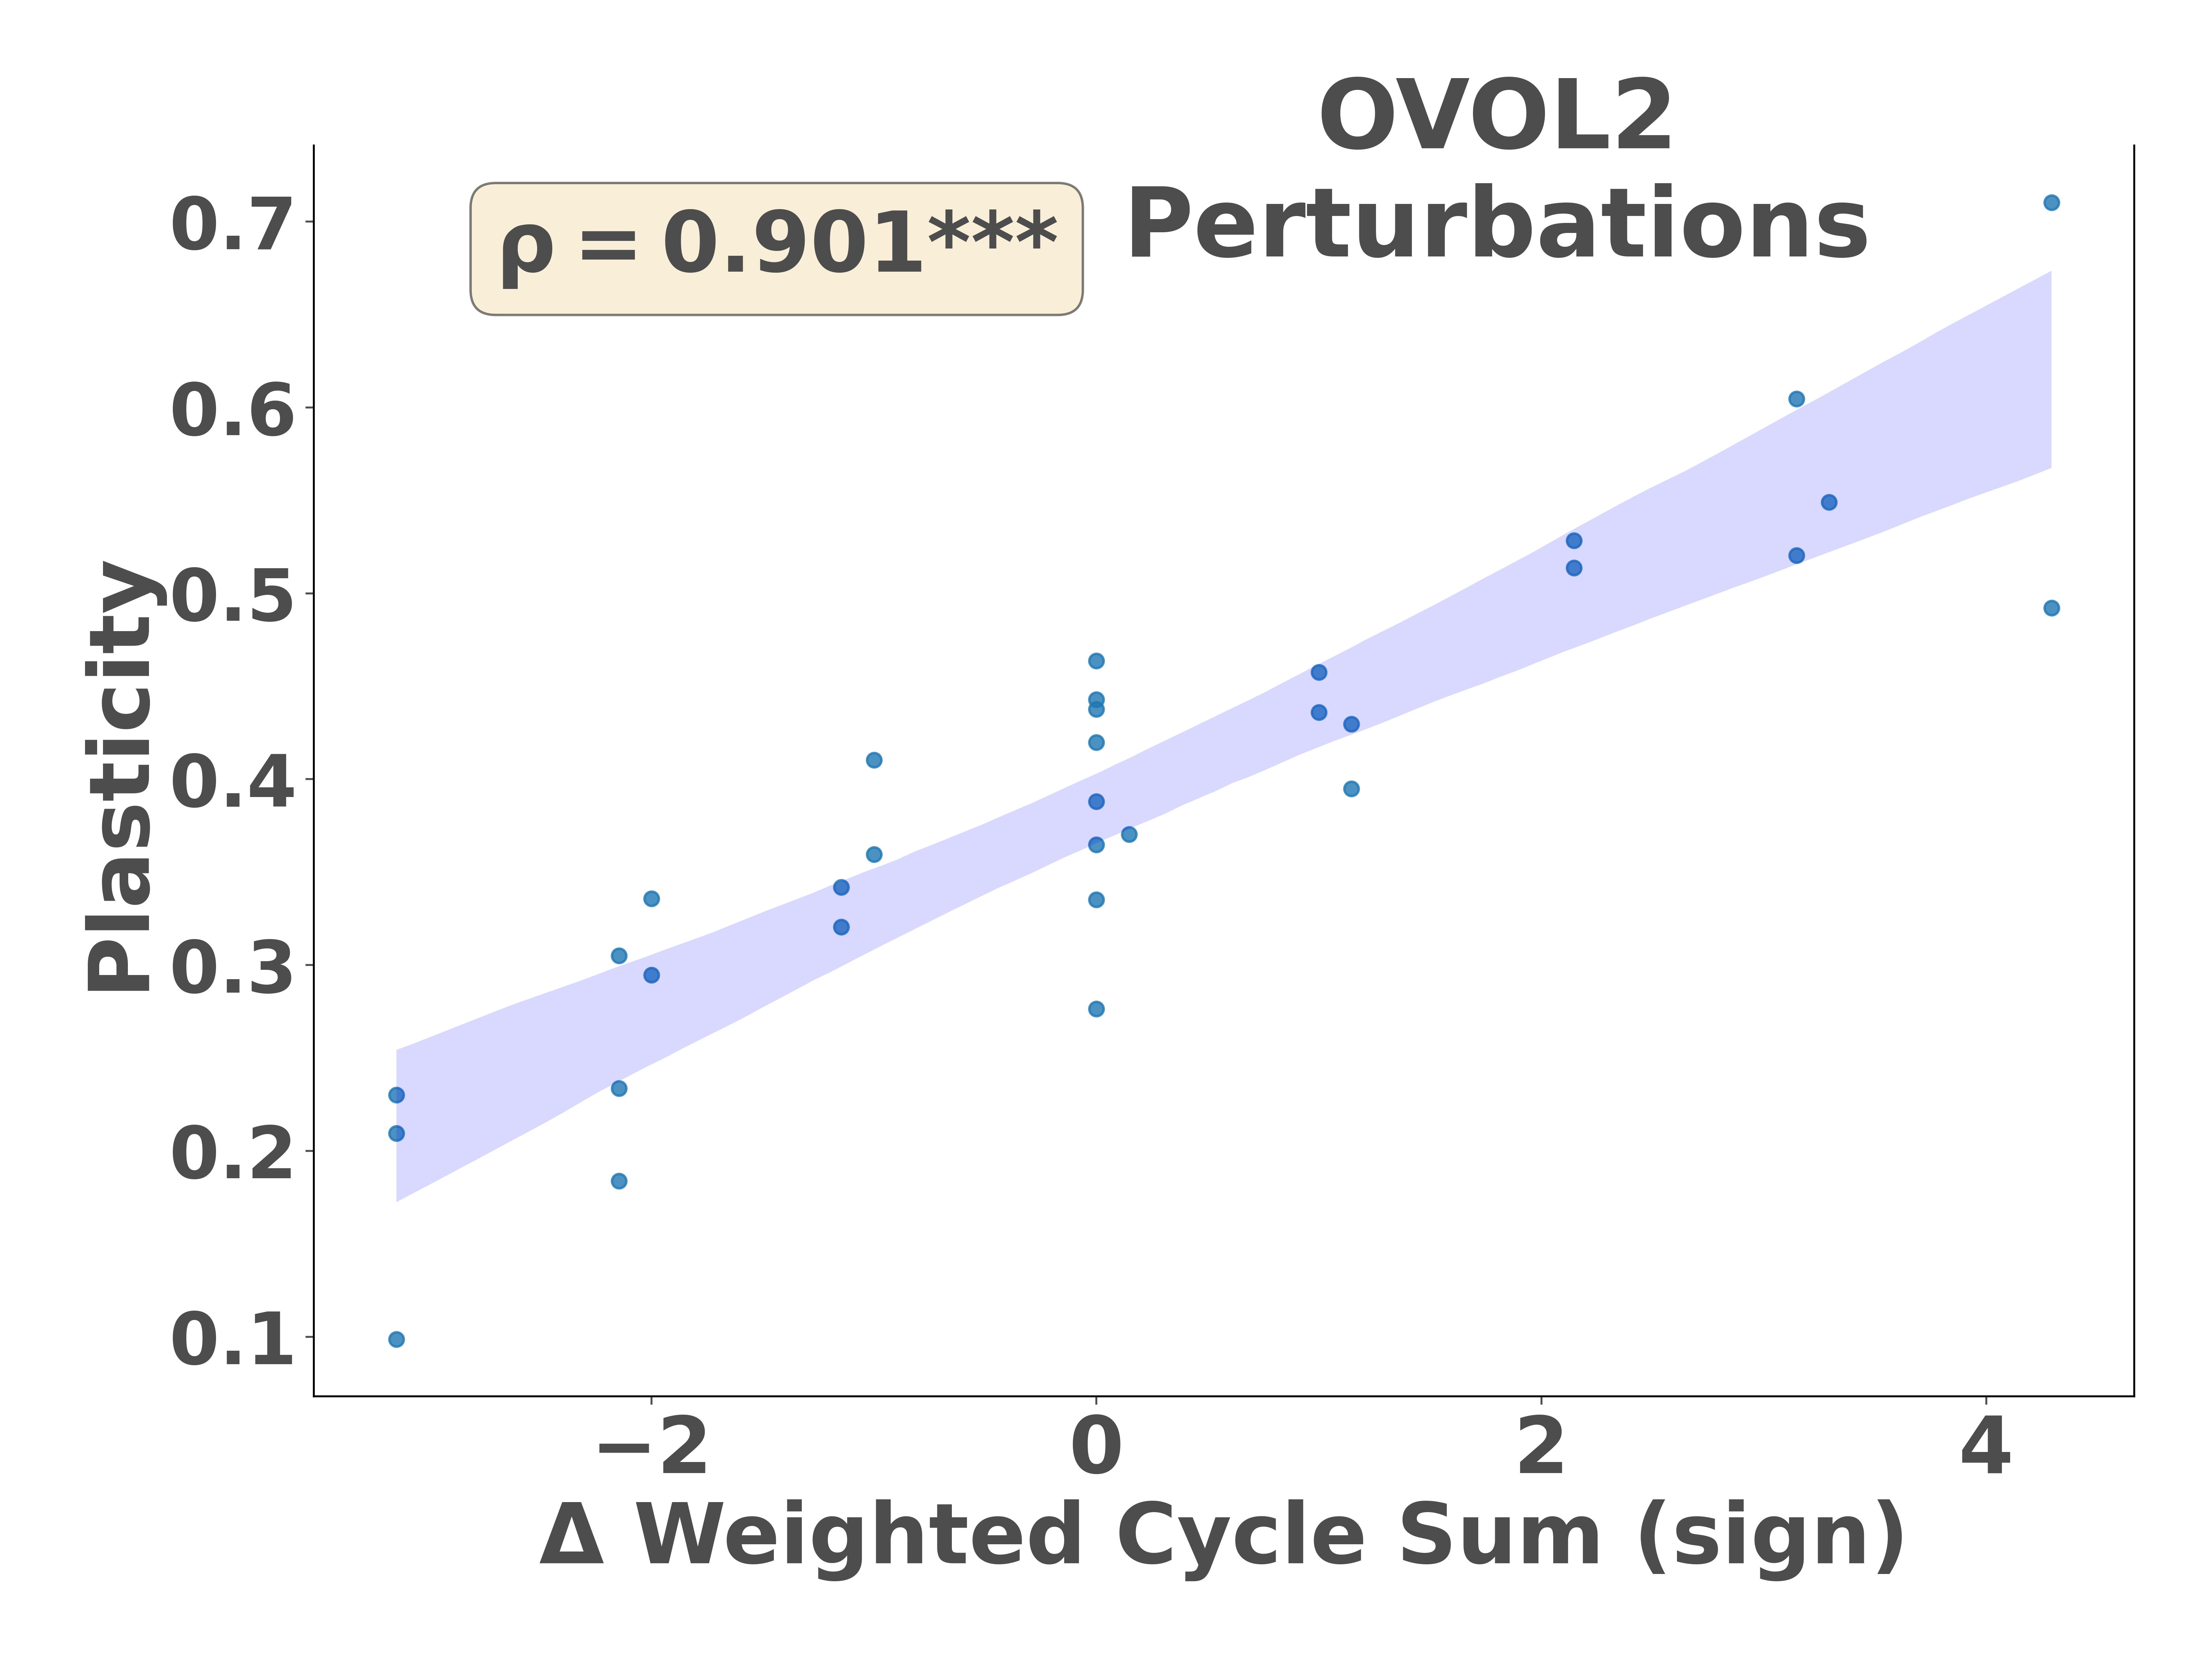 OVOL2
Perturbations
ρ = 0.901***
0.7
0.6
0.5
0.4
0.3
0.2
0.1
Plasticity
−2 0 2 4
Δ Weighted Cycle Sum (sign)